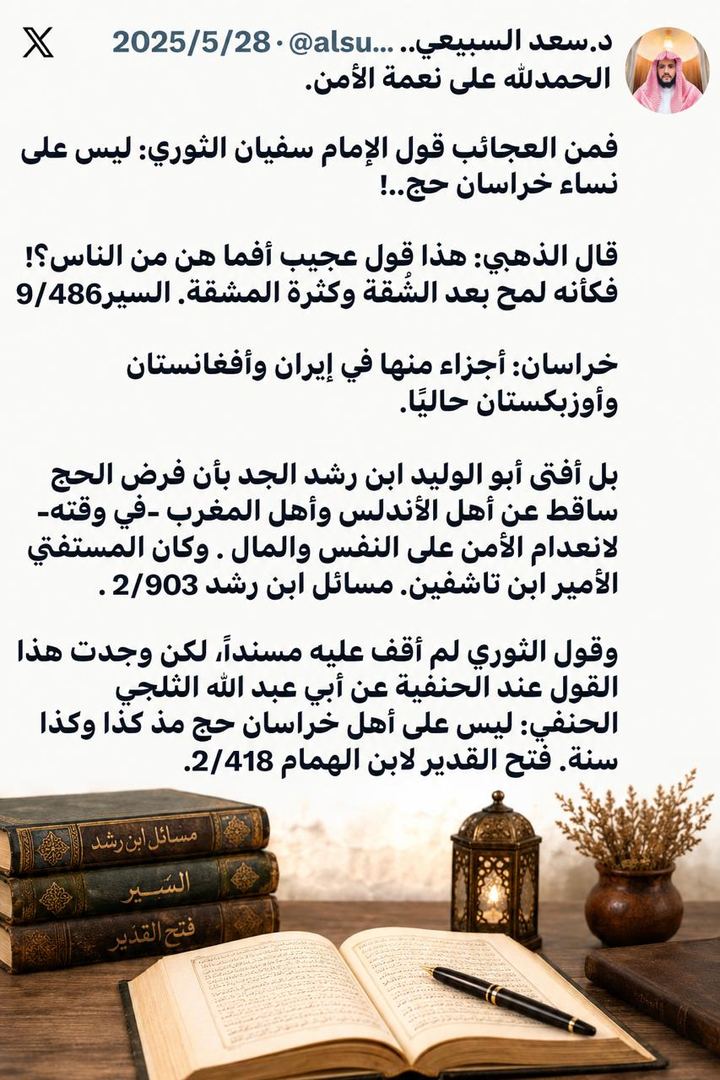 د.سعد السبيعي.. @alsu... · 2025/5/28
الحمدلله على نعمة الأمن.
فمن العجائب قول الإمام سفيان الثوري: ليس على
نساء خراسان حج..!
قال الذهبي: هذا قول عجيب أفما هن من الناس؟!
فكأنه لمح بعد الشُقة وكثرة المشقة. السير9/486
خراسان: أجزاء منها في إيران وأفغانستان
وأوزبكستان حاليًا.
بل أفتى أبو الوليد ابن رشد الجد بأن فرض الحج
ساقط عن أهل الأندلس وأهل المغرب -في وقته-
لانعدام الأمن على النفس والمال . وكان المستفتي
الأمير ابن تاشفين. مسائل ابن رشد 2/903 .
وقول الثوري لم أقف عليه مسنداً، لكن وجدت هذا
القول عند الحنفية عن أبي عبد الله الثلجي
الحنفي: ليس على أهل خراسان حج مذ كذا وكذا
سنة. فتح القدير لابن الهمام 2/418.
مسائل ابن رشد
السَّير
فتح القدير